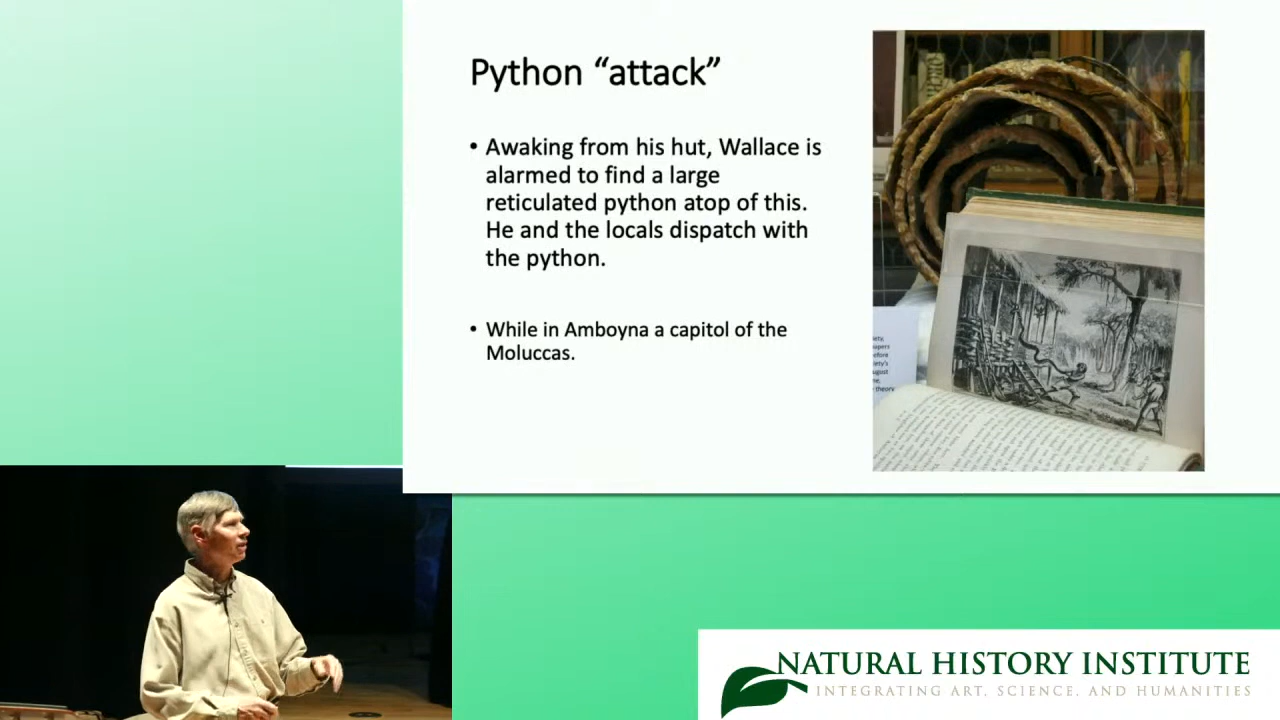 Python “attack”
• Awaking from his hut, Wallace is
alarmed to find a large
reticulated python atop of this.
He and the locals dispatch with
the python.
• While in Amboyna a capitol of the
Moluccas.
NATURAL HISTORY INSTITUTE
INTEGRATING ART, SCIENCE, AND HUMANITIES